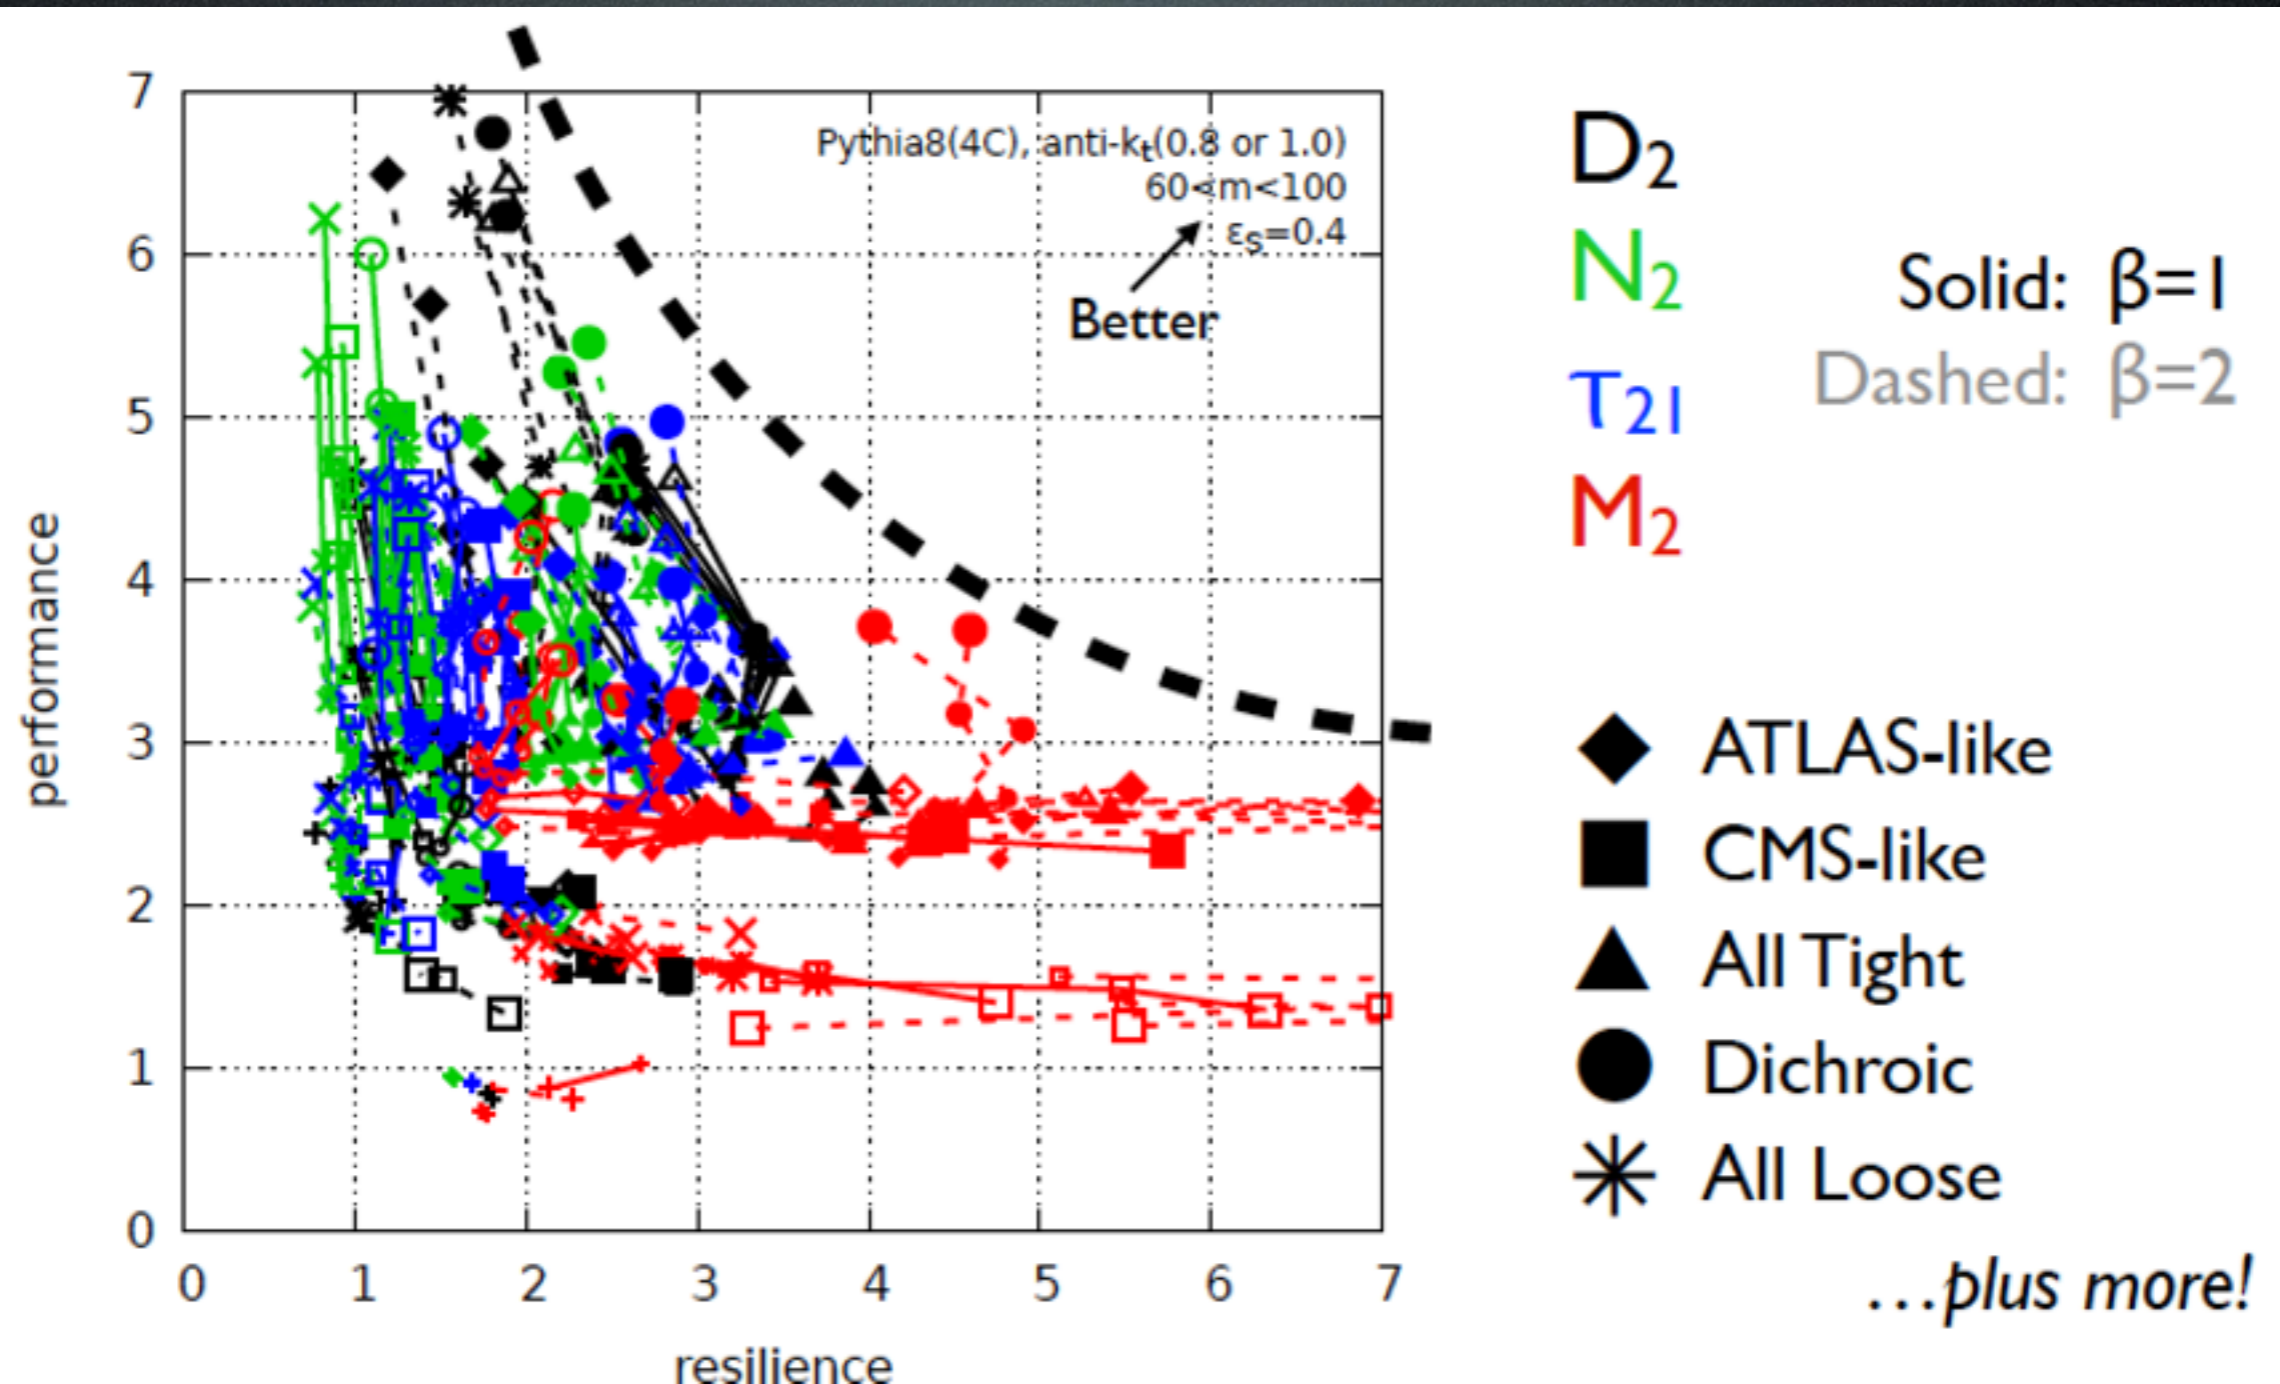 7
6
5
4
3
2
1
0
0 1 2 3 4 5 6 7
performance
resilience
Pythia8(4C), anti-kt(0.8 or 1.0)
60<m<100
εs=0.4
Better
D2
N2
τ21
M2
Solid: β=1
Dashed: β=2
ATLAS-like
CMS-like
All Tight
Dichroic
All Loose
...plus more!